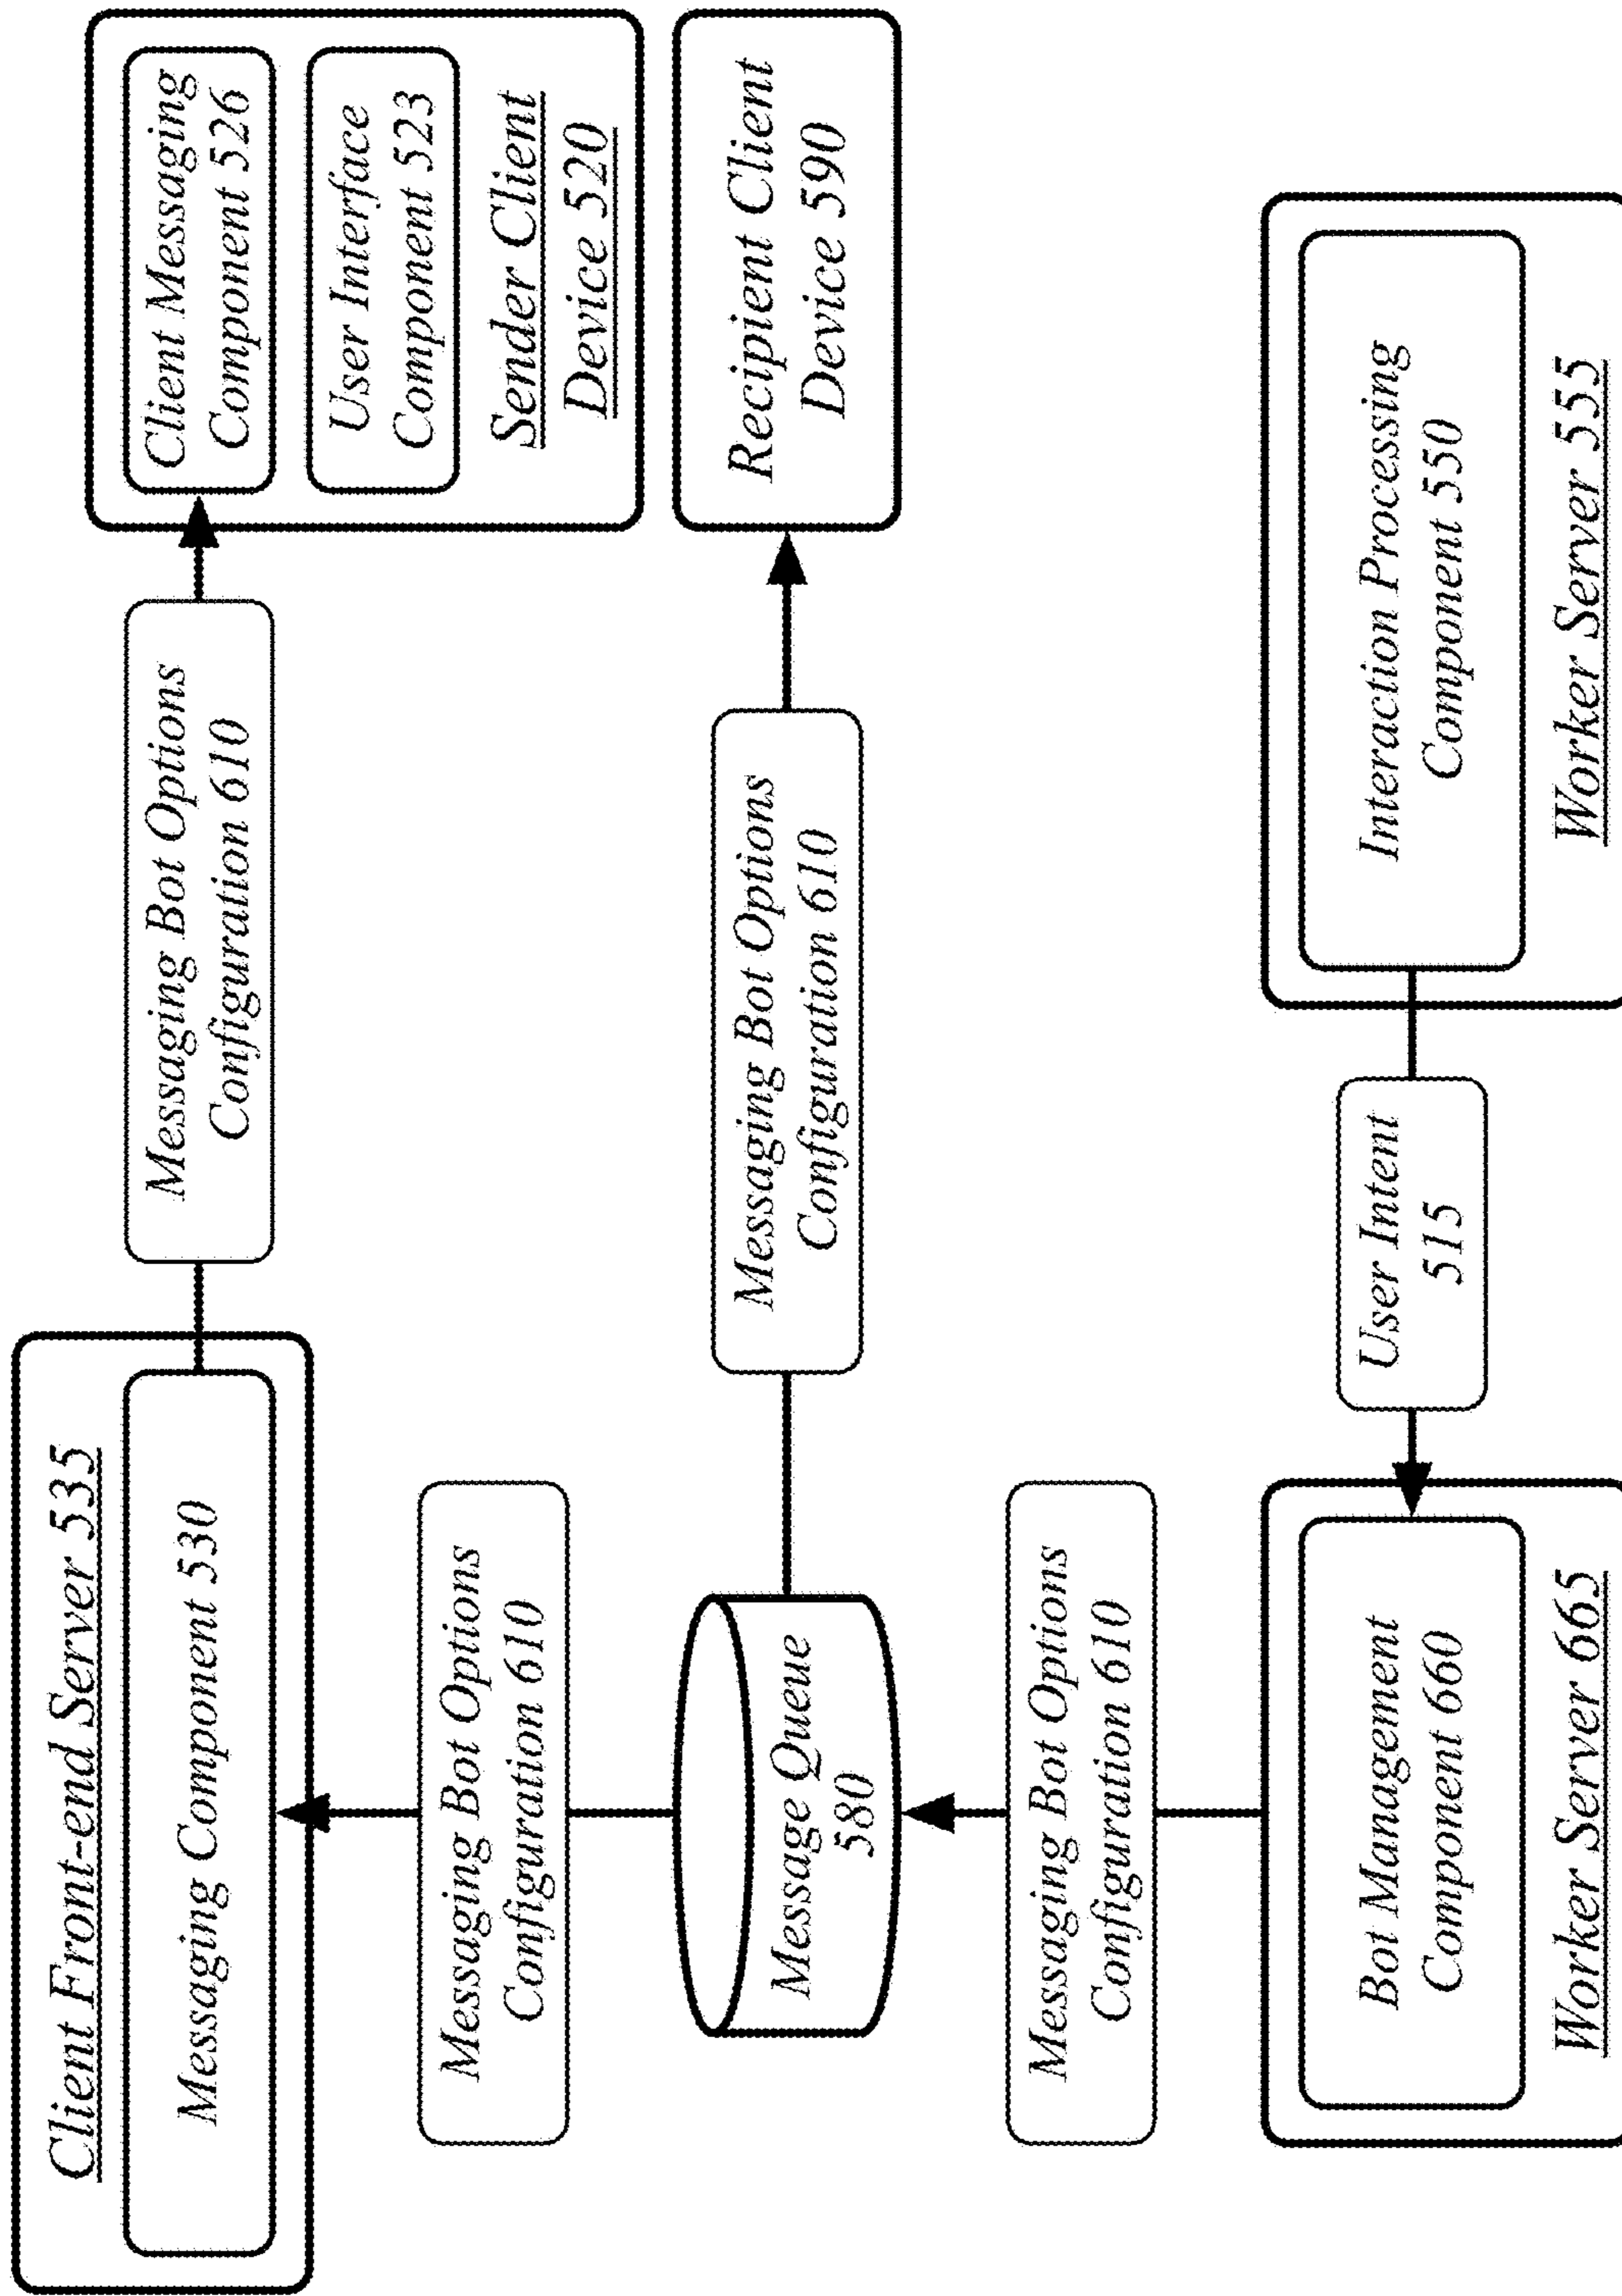 Client Front-end Server 535
Messaging Component 530
Messaging Bot Options
Configuration 610
Client Messaging
Component 526
User Interface
Component 523
Sender Client
Device 520
Messaging Bot Options
Configuration 610
Message Queue
580
Messaging Bot Options
Configuration 610
Recipient Client
Device 590
Messaging Bot Options
Configuration 610
Bot Management
Component 660
Worker Server 665
User Intent
515
Interaction Processing
Component 550
Worker Server 555